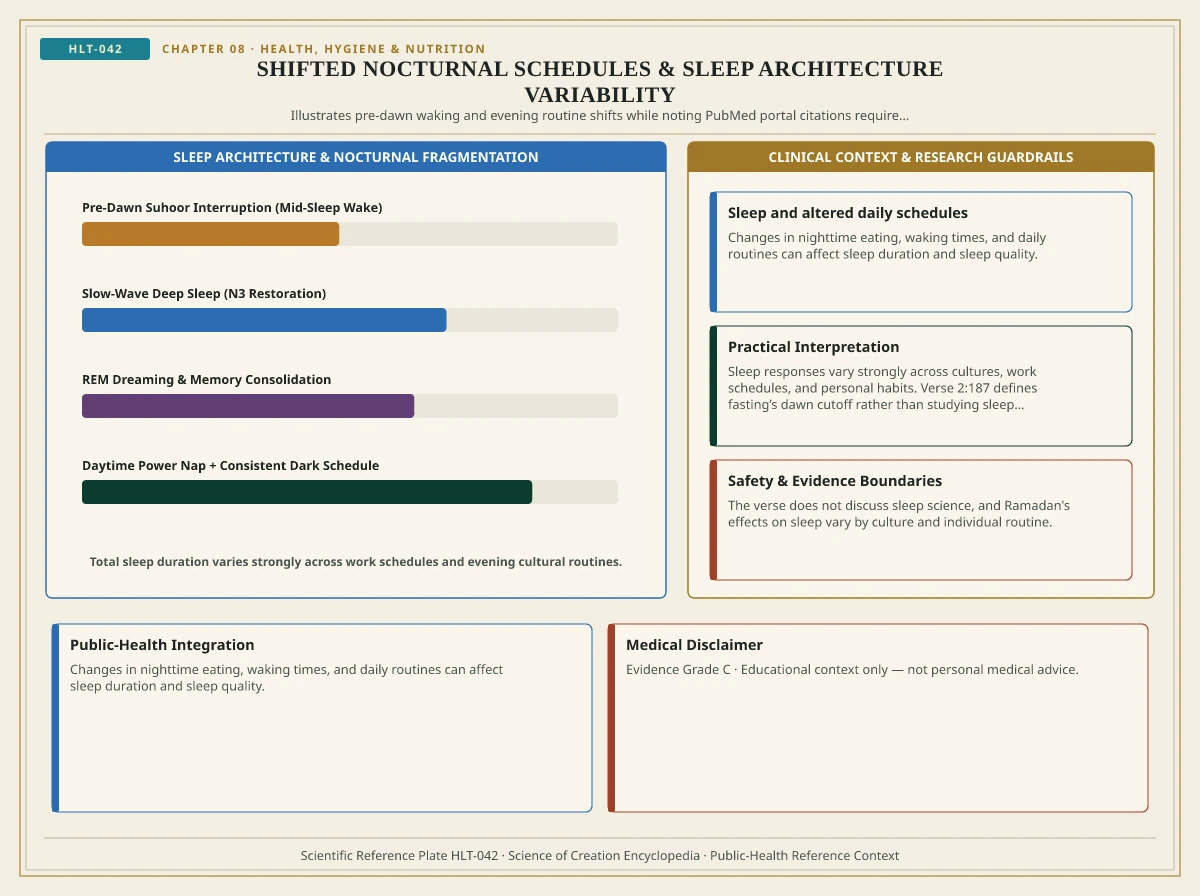 HLT-042
CHAPTER 08 · HEALTH, HYGIENE & NUTRITION
SHIFTED NOCTURNAL SCHEDULES & SLEEP ARCHITECTURE
VARIABILITY
Illustrates pre-dawn waking and evening routine shifts while noting PubMed portal citations require...
SLEEP ARCHITECTURE & NOCTURNAL FRAGMENTATION
Pre-Dawn Suhoor Interruption (Mid-Sleep Wake)
Slow-Wave Deep Sleep (N3 Restoration)
REM Dreaming & Memory Consolidation
Daytime Power Nap + Consistent Dark Schedule
Total sleep duration varies strongly across work schedules and evening cultural routines.
CLINICAL CONTEXT & RESEARCH GUARDRAILS
Sleep and altered daily schedules
Changes in nighttime eating, waking times, and daily
routines can affect sleep duration and sleep quality.
Practical Interpretation
Sleep responses vary strongly across cultures, work
schedules, and personal habits. Verse 2:187 defines
fasting’s dawn cutoff rather than studying sleep...
Safety & Evidence Boundaries
The verse does not discuss sleep science, and Ramadan's
effects on sleep vary by culture and individual routine.
Public-Health Integration
Changes in nighttime eating, waking times, and daily routines can affect
sleep duration and sleep quality.
Medical Disclaimer
Evidence Grade C · Educational context only — not personal medical advice.
Scientific Reference Plate HLT-042 · Science of Creation Encyclopedia · Public-Health Reference Context